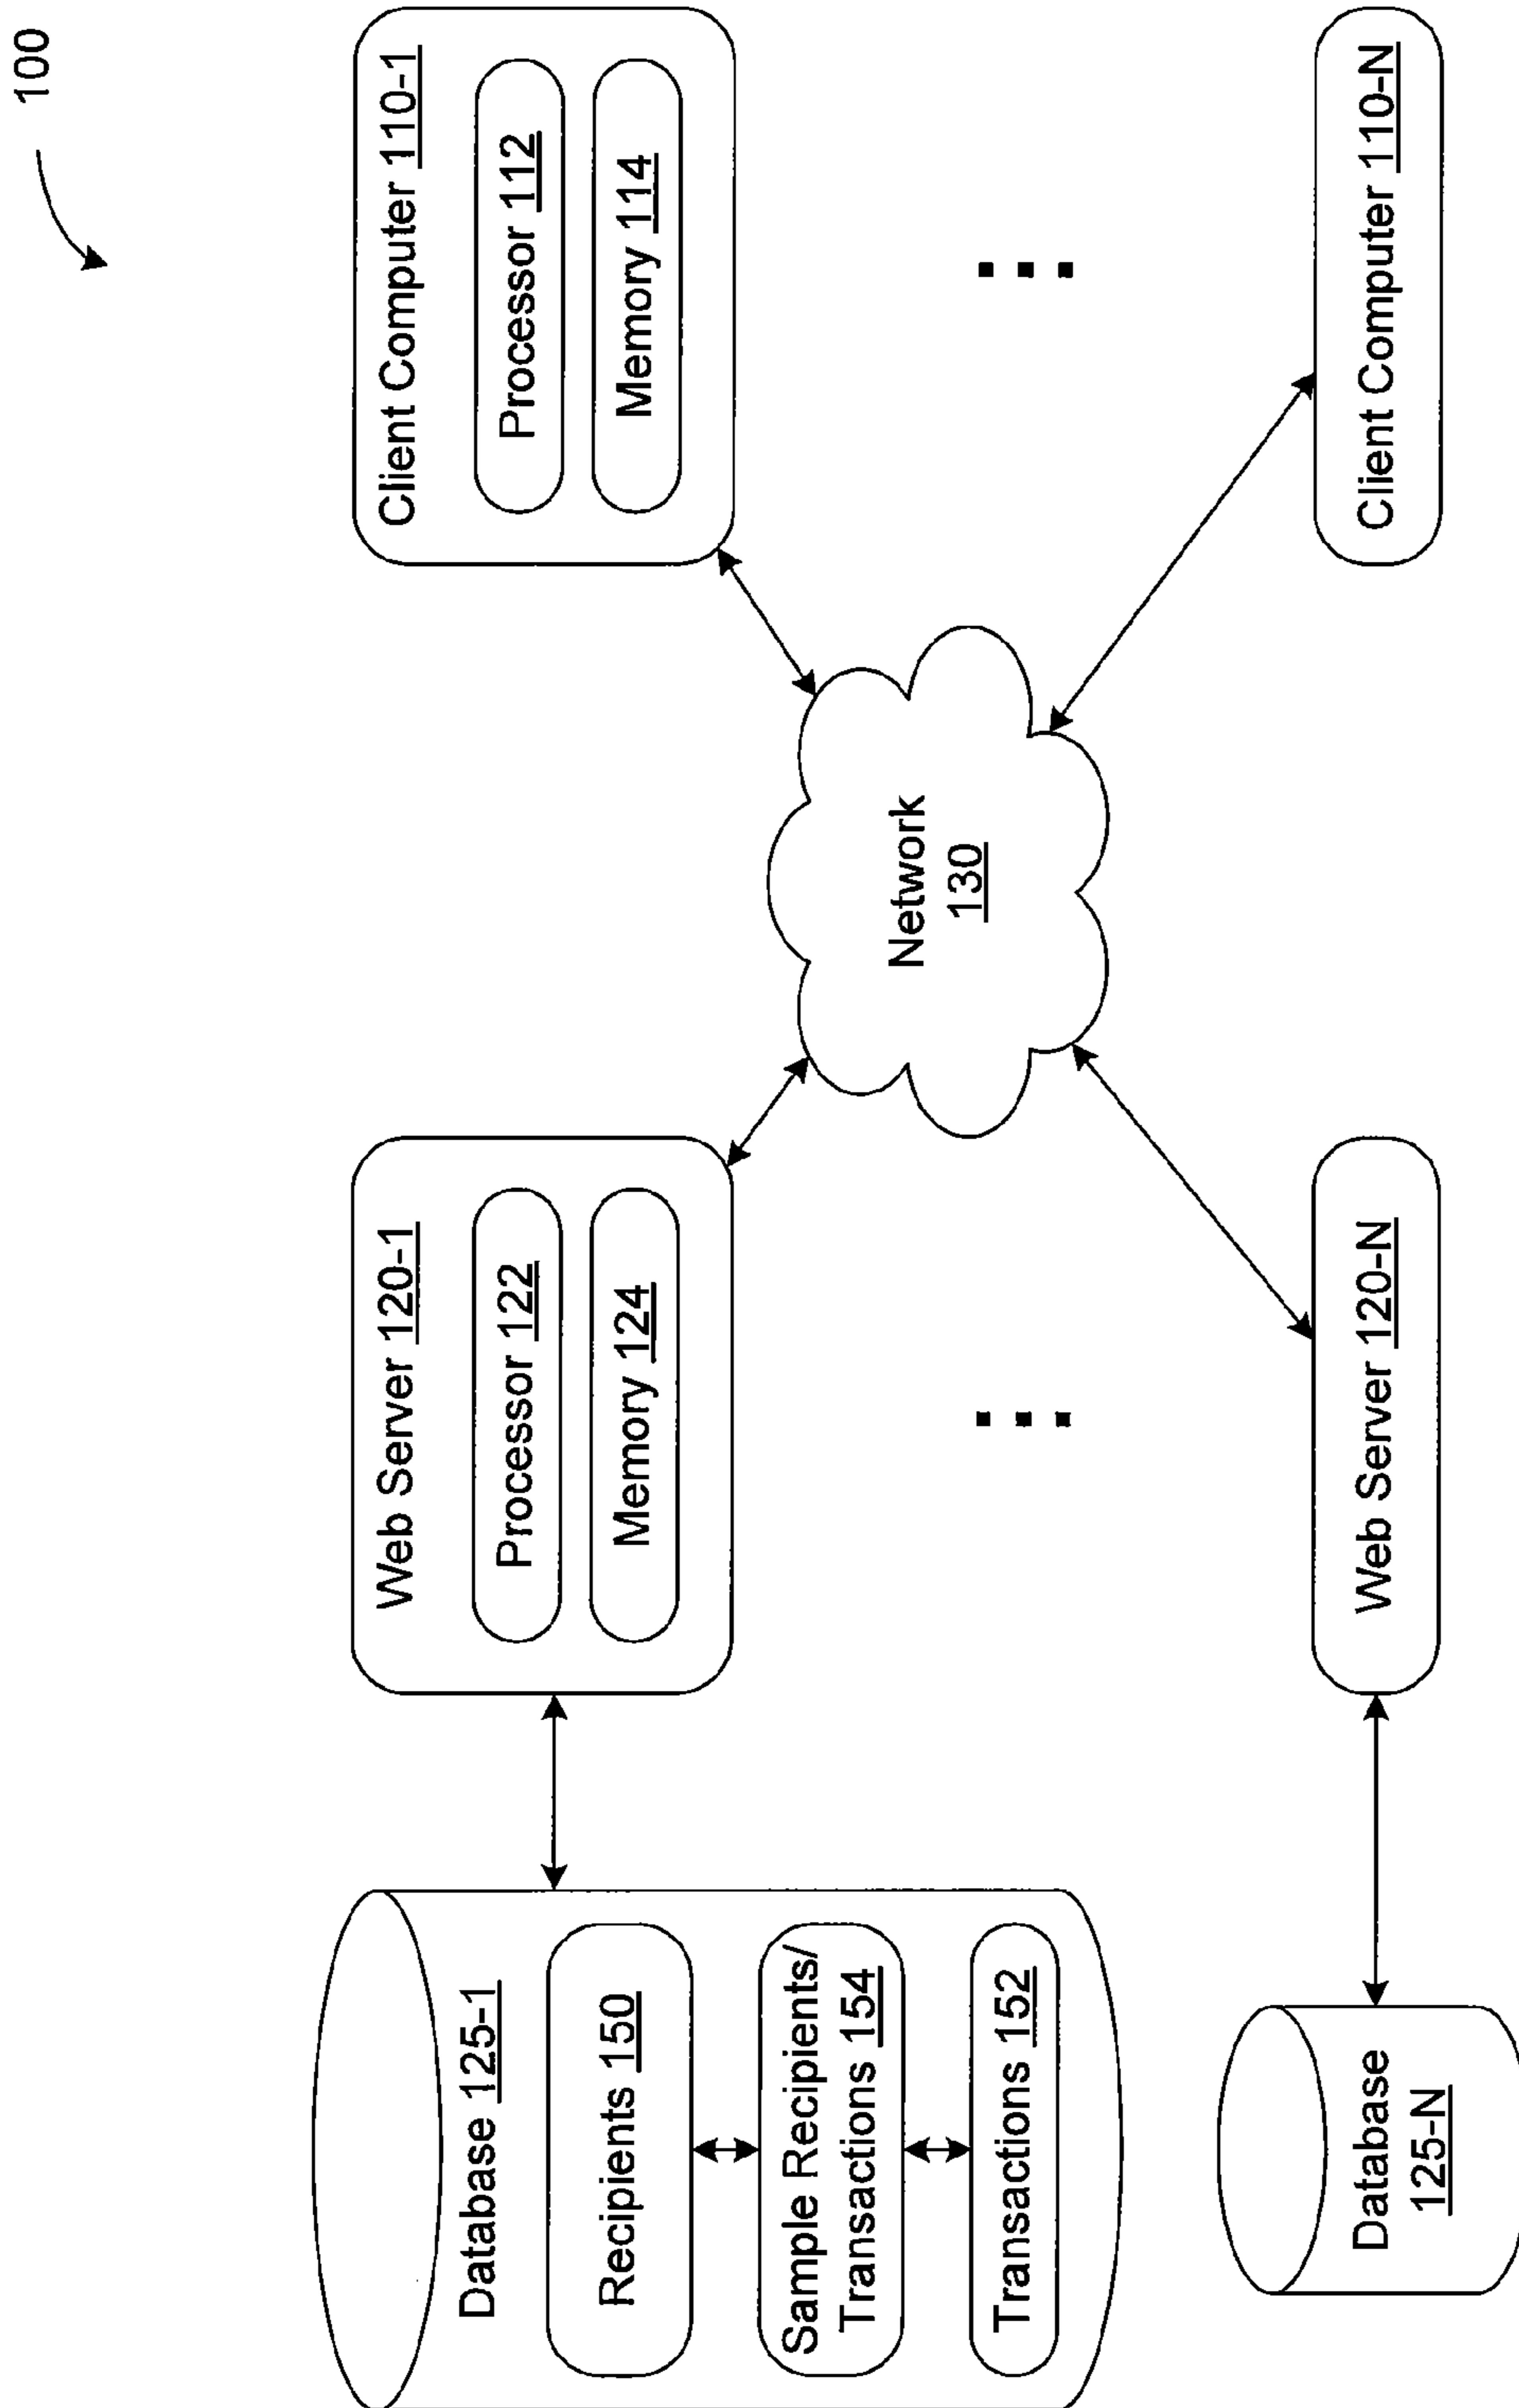 100
Database 125-1
Recipients 150
Sample Recipients/
Transactions 154
Transactions 152
Web Server 120-1
Processor 122
Memory 124
Client Computer 110-1
Processor 112
Memory 114
Network
130
Database
125-N
Web Server 120-N
Client Computer 110-N